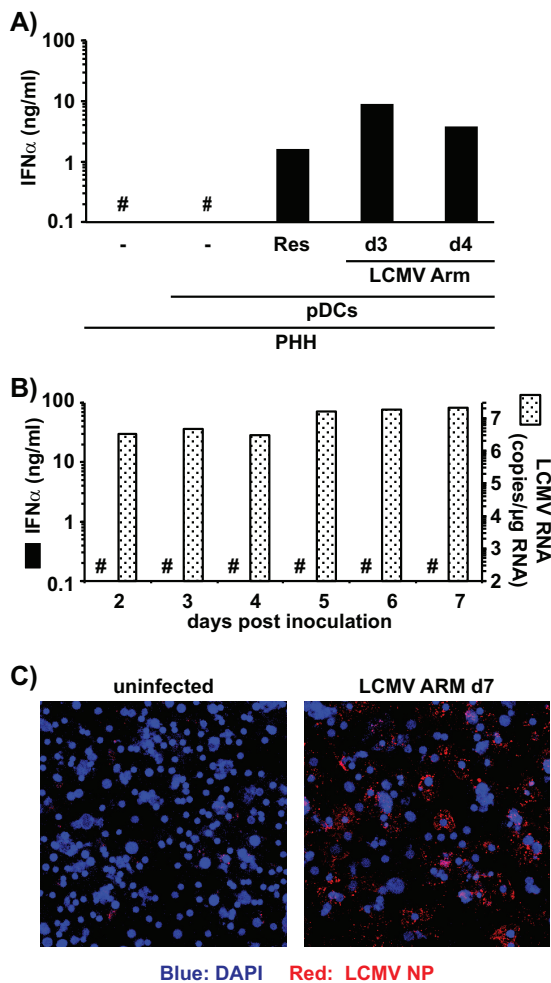 A)
100
10
1
0.1
IFNα (ng/ml)
# #
- - Res d3 d4
LCMV Arm
pDCs
PHH
B)
100
10
1
0.1
IFNα (ng/ml)
7
6
5
4
3
2
LCMV RNA
(copies/µg RNA)
# # # # # #
2 3 4 5 6 7
days post inoculation
C)
uninfected LCMV ARM d7
Blue: DAPI Red: LCMV NP